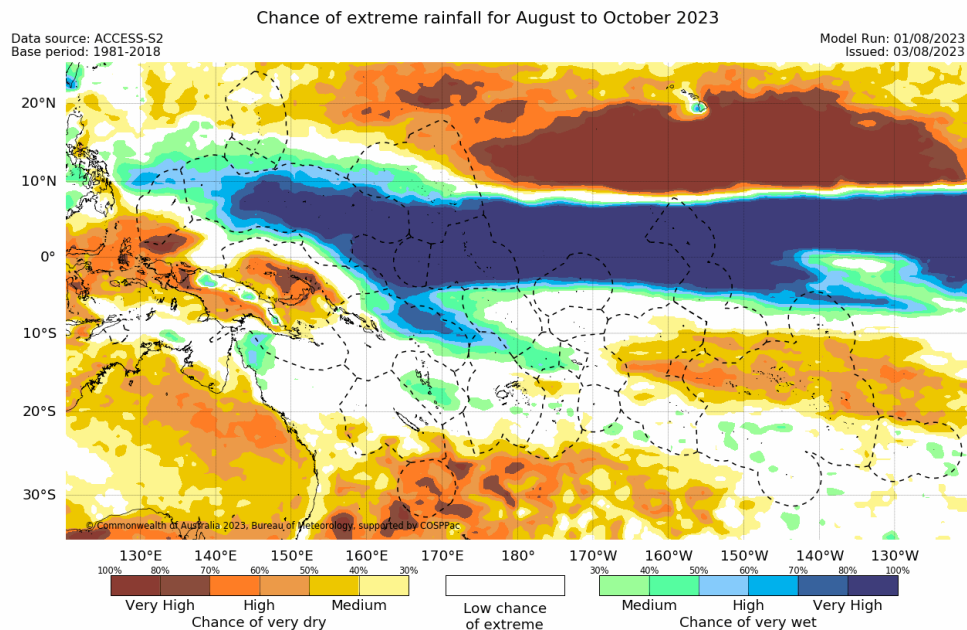 Chance of extreme rainfall for August to October 2023
Data source: ACCESS-S2
Base period: 1981-2018
Model Run: 01/08/2023
Issued: 03/08/2023
20°N
10°N
0°
10°S
20°S
30°S
© Commonwealth of Australia 2023, Bureau of Meteorology, supported by COSPPac
130°E 140°E 150°E 160°E 170°E 180° 170°W 160°W 150°W 140°W 130°W
100% 80% 70% 60% 50% 40% 30%
30% 40% 50% 60% 70% 80% 100%
Very High High Medium
Chance of very dry
Low chance
of extreme
Medium High Very High
Chance of very wet